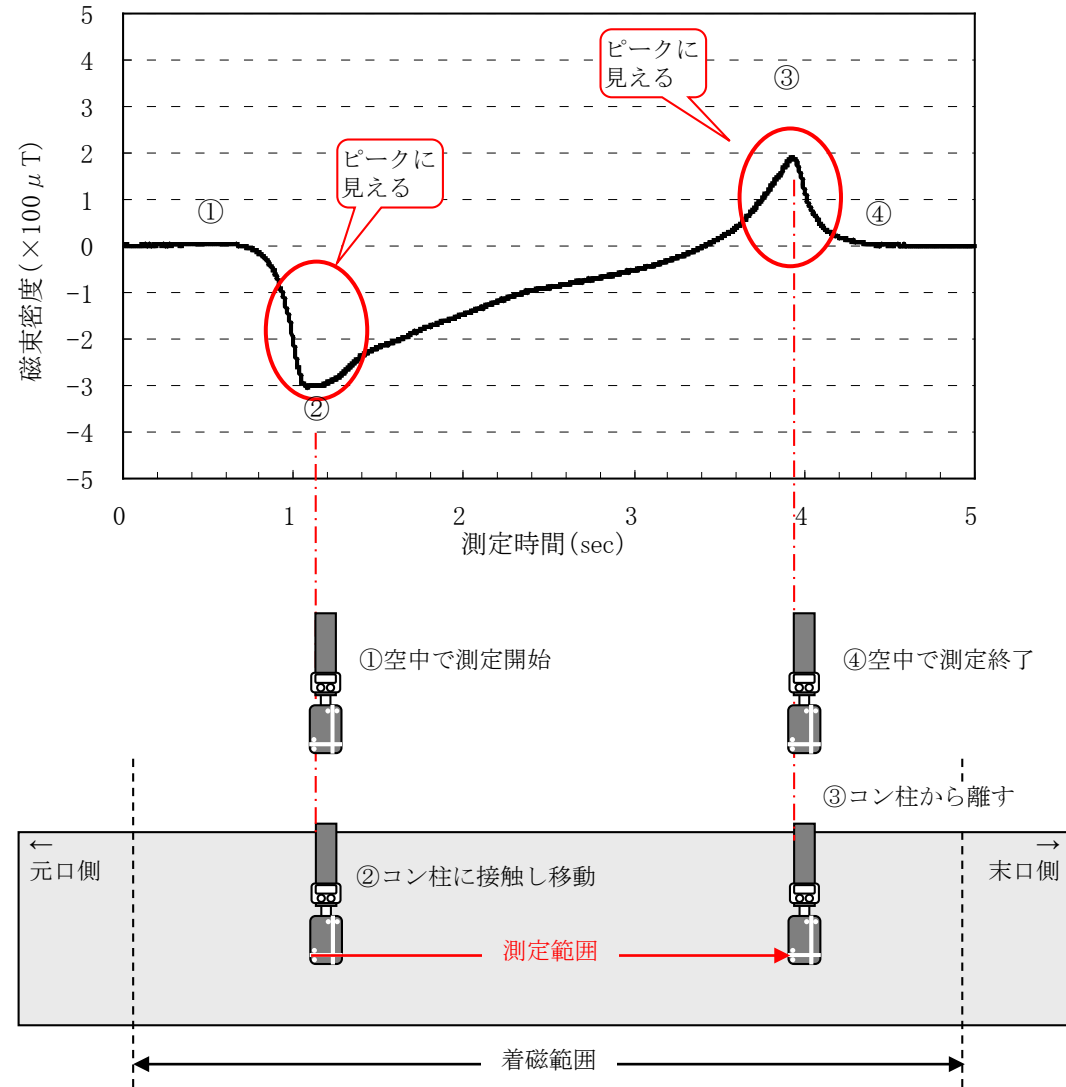 5
4
3
2
1
0
-1
-2
-3
-4
-5
磁束密度(×100μT)
ピークに
見える
③
ピークに
見える
①
④
②
0
1
2
3
4
5
測定時間(sec)
①空中で測定開始
④空中で測定終了
③コン柱から離す
←
元口側
→
末口側
②コン柱に接触し移動
測定範囲
着磁範囲